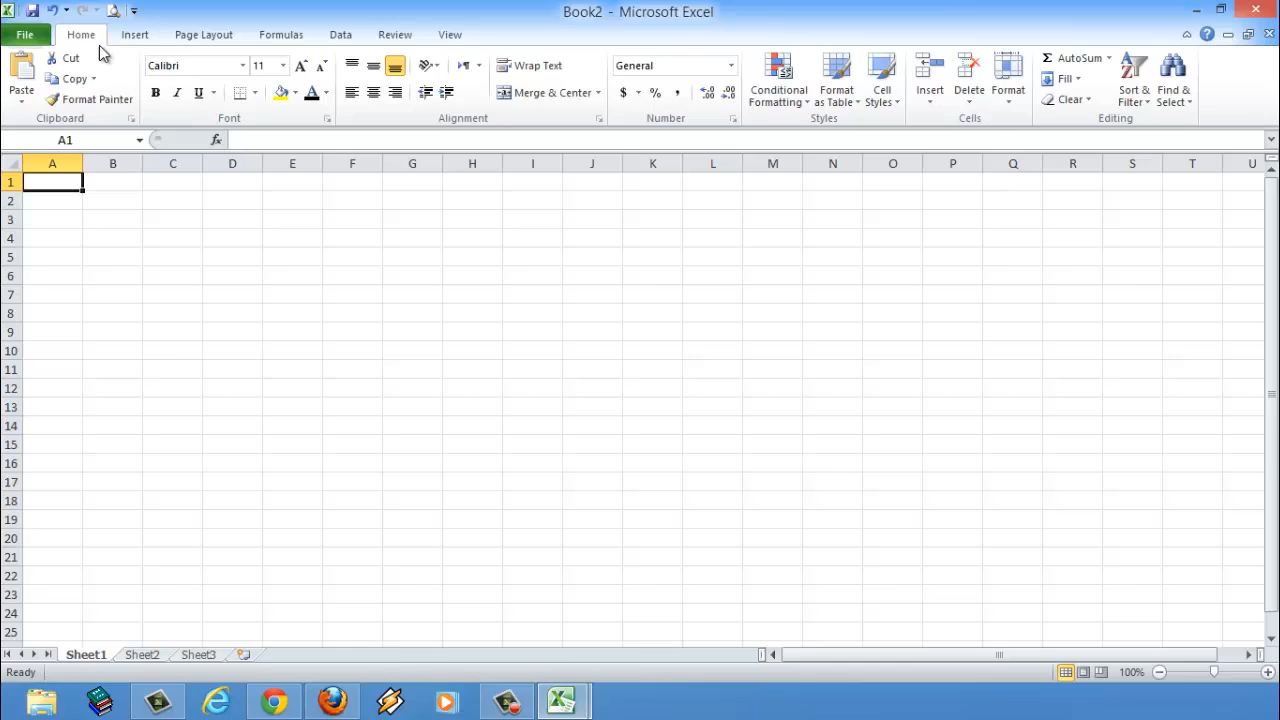 Book2 - Microsoft Excel
File Home Insert Page Layout Formulas Data Review View
Cut
Calibri 11 Wrap Text General
Paste Copy Format Painter
B I U Merge & Center $ % ,
Conditional Formatting Format as Table Cell Styles Insert Delete Format
Σ AutoSum
Fill
Clear
Sort & Filter Find & Select
Clipboard Font Alignment Number Styles Cells Editing
A1 fx
A B C D E F G H I J K L M N O P Q R S T U
1
2
3
4
5
6
7
8
9
10
11
12
13
14
15
16
17
18
19
20
21
22
23
24
25
Sheet1 Sheet2 Sheet3
Ready 100%